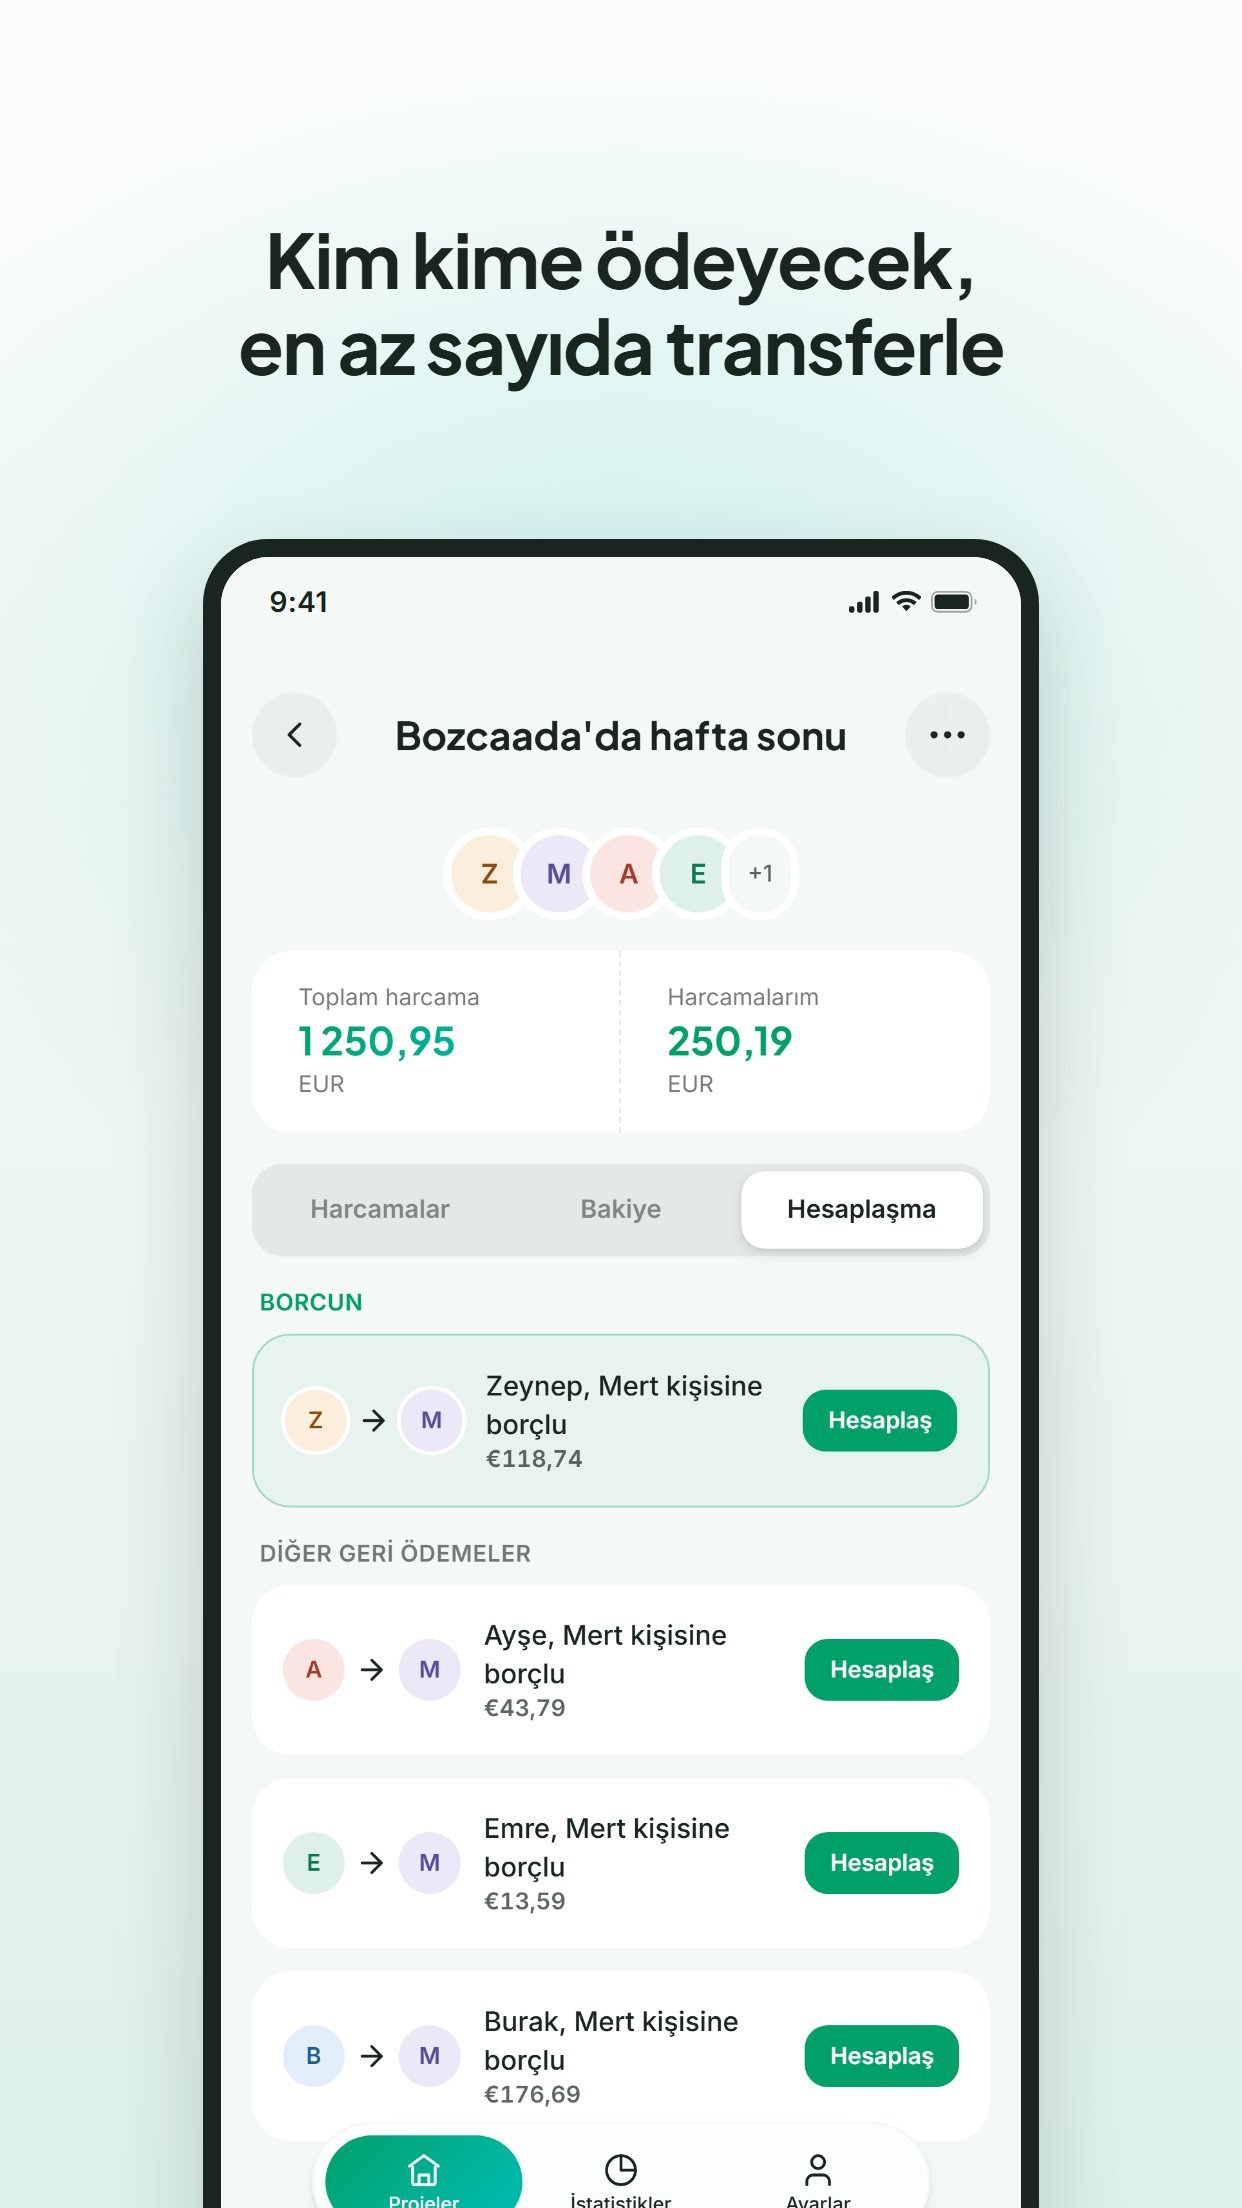 Kim kime ödeyecek,
en az sayıda transferle
9:41
Bozcaada'da hafta sonu
Z M A E +1
Toplam harcama
1 250,95
EUR
Harcamalarım
250,19
EUR
Harcamalar Bakiye Hesaplaşma
BORCUN
Z → M
Zeynep, Mert kişisine
borçlu
€118,74
Hesaplaş
DİĞER GERİ ÖDEMELER
A → M
Ayşe, Mert kişisine
borçlu
€43,79
Hesaplaş
E → M
Emre, Mert kişisine
borçlu
€13,59
Hesaplaş
B → M
Burak, Mert kişisine
borçlu
€176,69
Hesaplaş
Projeler İstatistikler Ayarlar